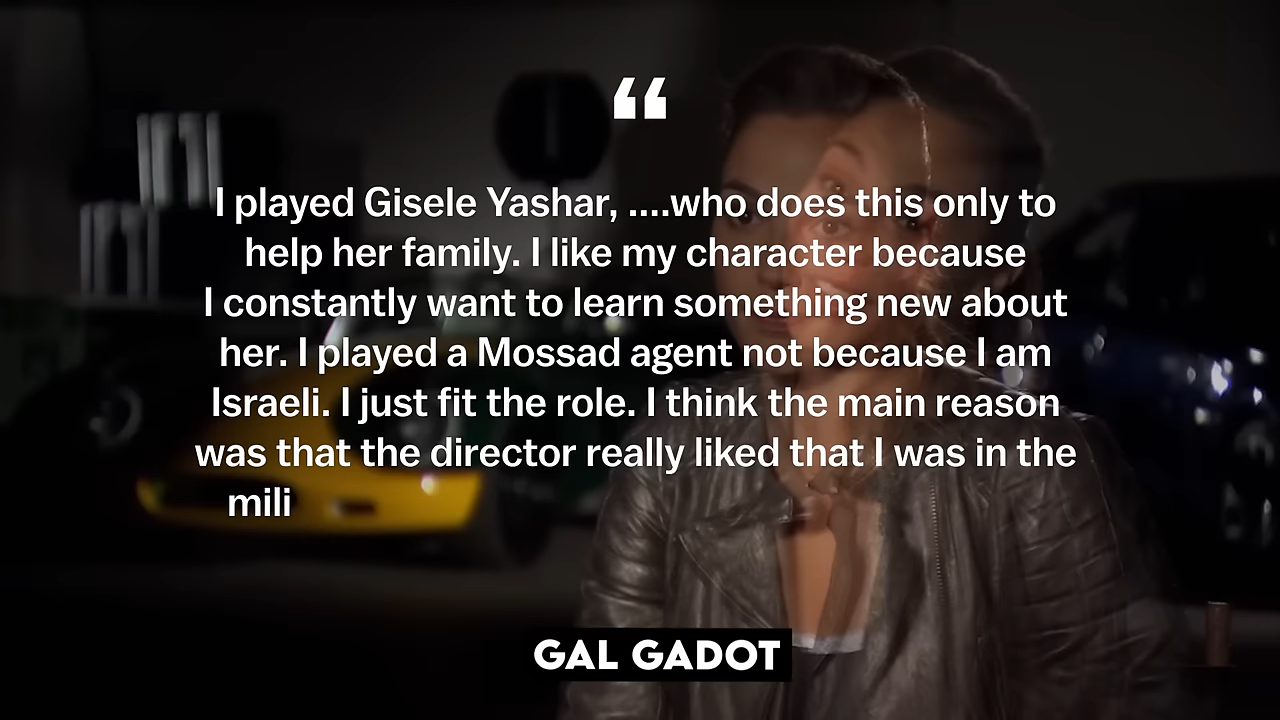 “
I played Gisele Yashar, ....who does this only to
help her family. I like my character because
I constantly want to learn something new about
her. I played a Mossad agent not because I am
Israeli. I just fit the role. I think the main reason
was that the director really liked that I was in the
mili
GAL GADOT